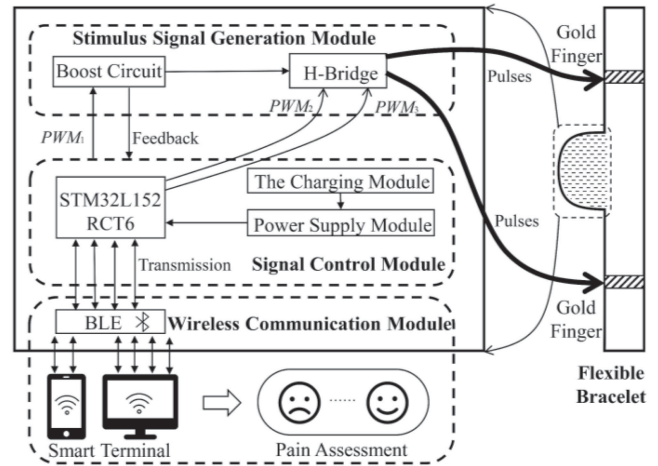 Stimulus Signal Generation Module
Gold
Finger
Boost Circuit
H-Bridge
Pulses
PWM₁
Feedback
PWM₂
PWM₃
STM32L152
RCT6
The Charging Module
Power Supply Module
Pulses
Transmission
Signal Control Module
BLE
Wireless Communication Module
Gold
Finger
Flexible
Bracelet
Smart Terminal
Pain Assessment